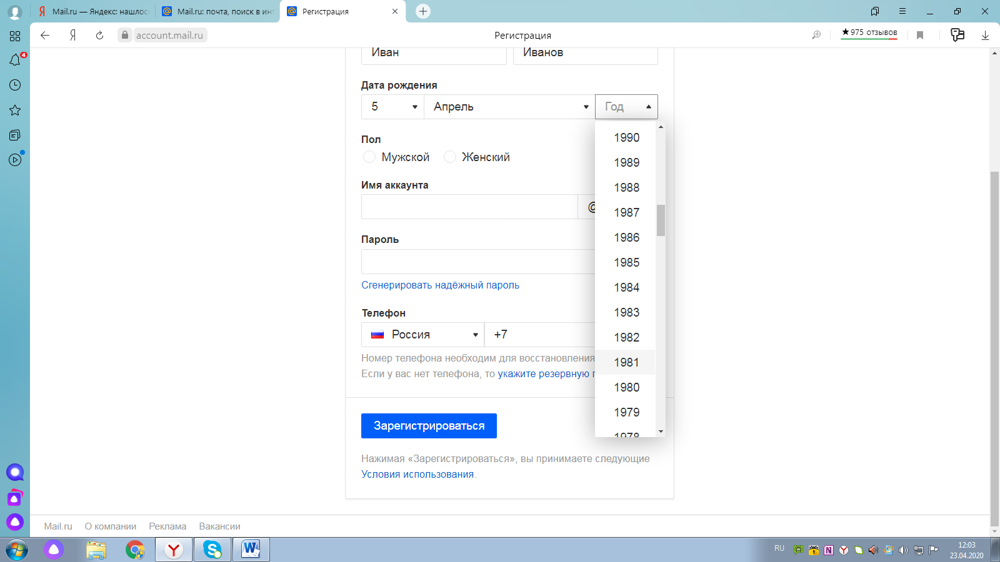 Mail.ru — Яндекс: нашлось
Mail.ru: почта, поиск в инт
Регистрация
4
account.mail.ru
Регистрация
★975 отзывов
Иван
Иванов
Дата рождения
5
Апрель
Год
1990
1989
1988
1987
1986
1985
1984
1983
1982
1981
1980
1979
1978
Пол
Мужской
Женский
Имя аккаунта
@
Пароль
Сгенерировать надёжный пароль
Телефон
Россия
+7
Номер телефона необходим для восстановления
Если у вас нет телефона, то укажите резервную
Зарегистрироваться
Нажимая «Зарегистрироваться», вы принимаете следующие
Условия использования.
Mail.ru О компании Реклама Вакансии
RU
12:03
23.04.2020